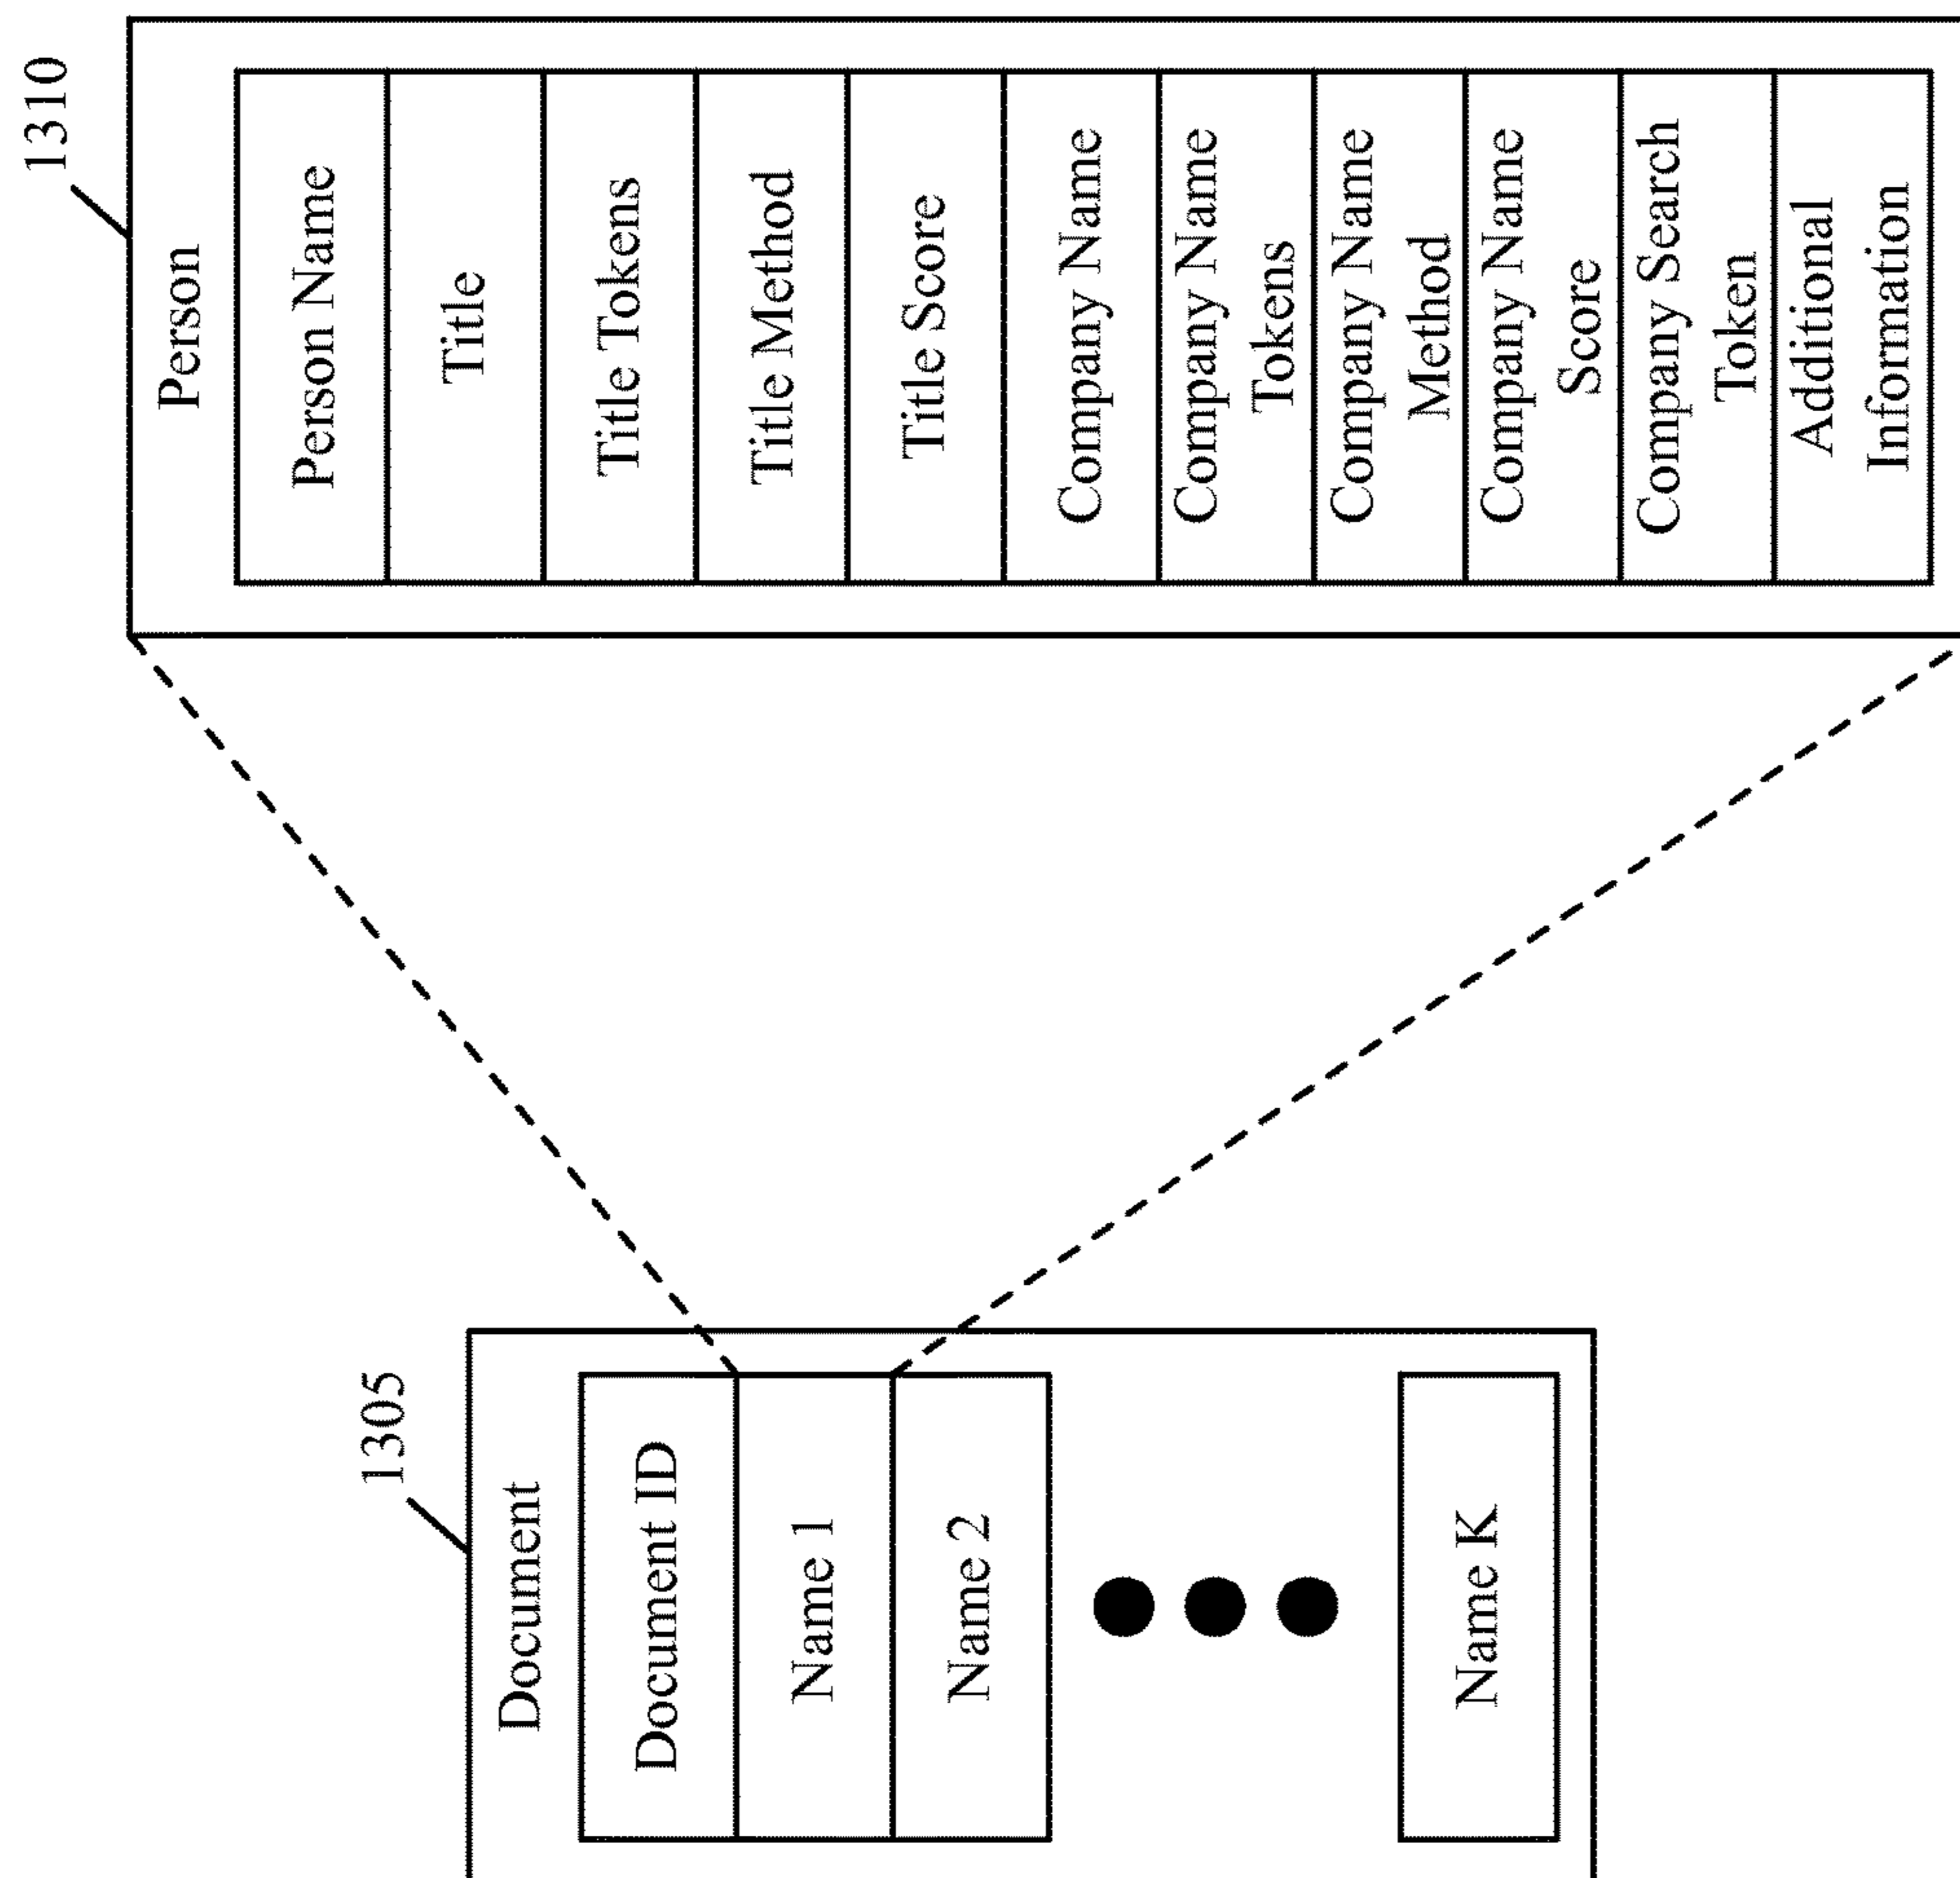 1305
Document
Document ID
Name 1
Name 2
Name K
1310
Person
Person Name
Title
Title Tokens
Title Method
Title Score
Company Name
Company Name
Tokens
Company Name
Method
Company Name
Score
Company Search
Token
Additional
Information